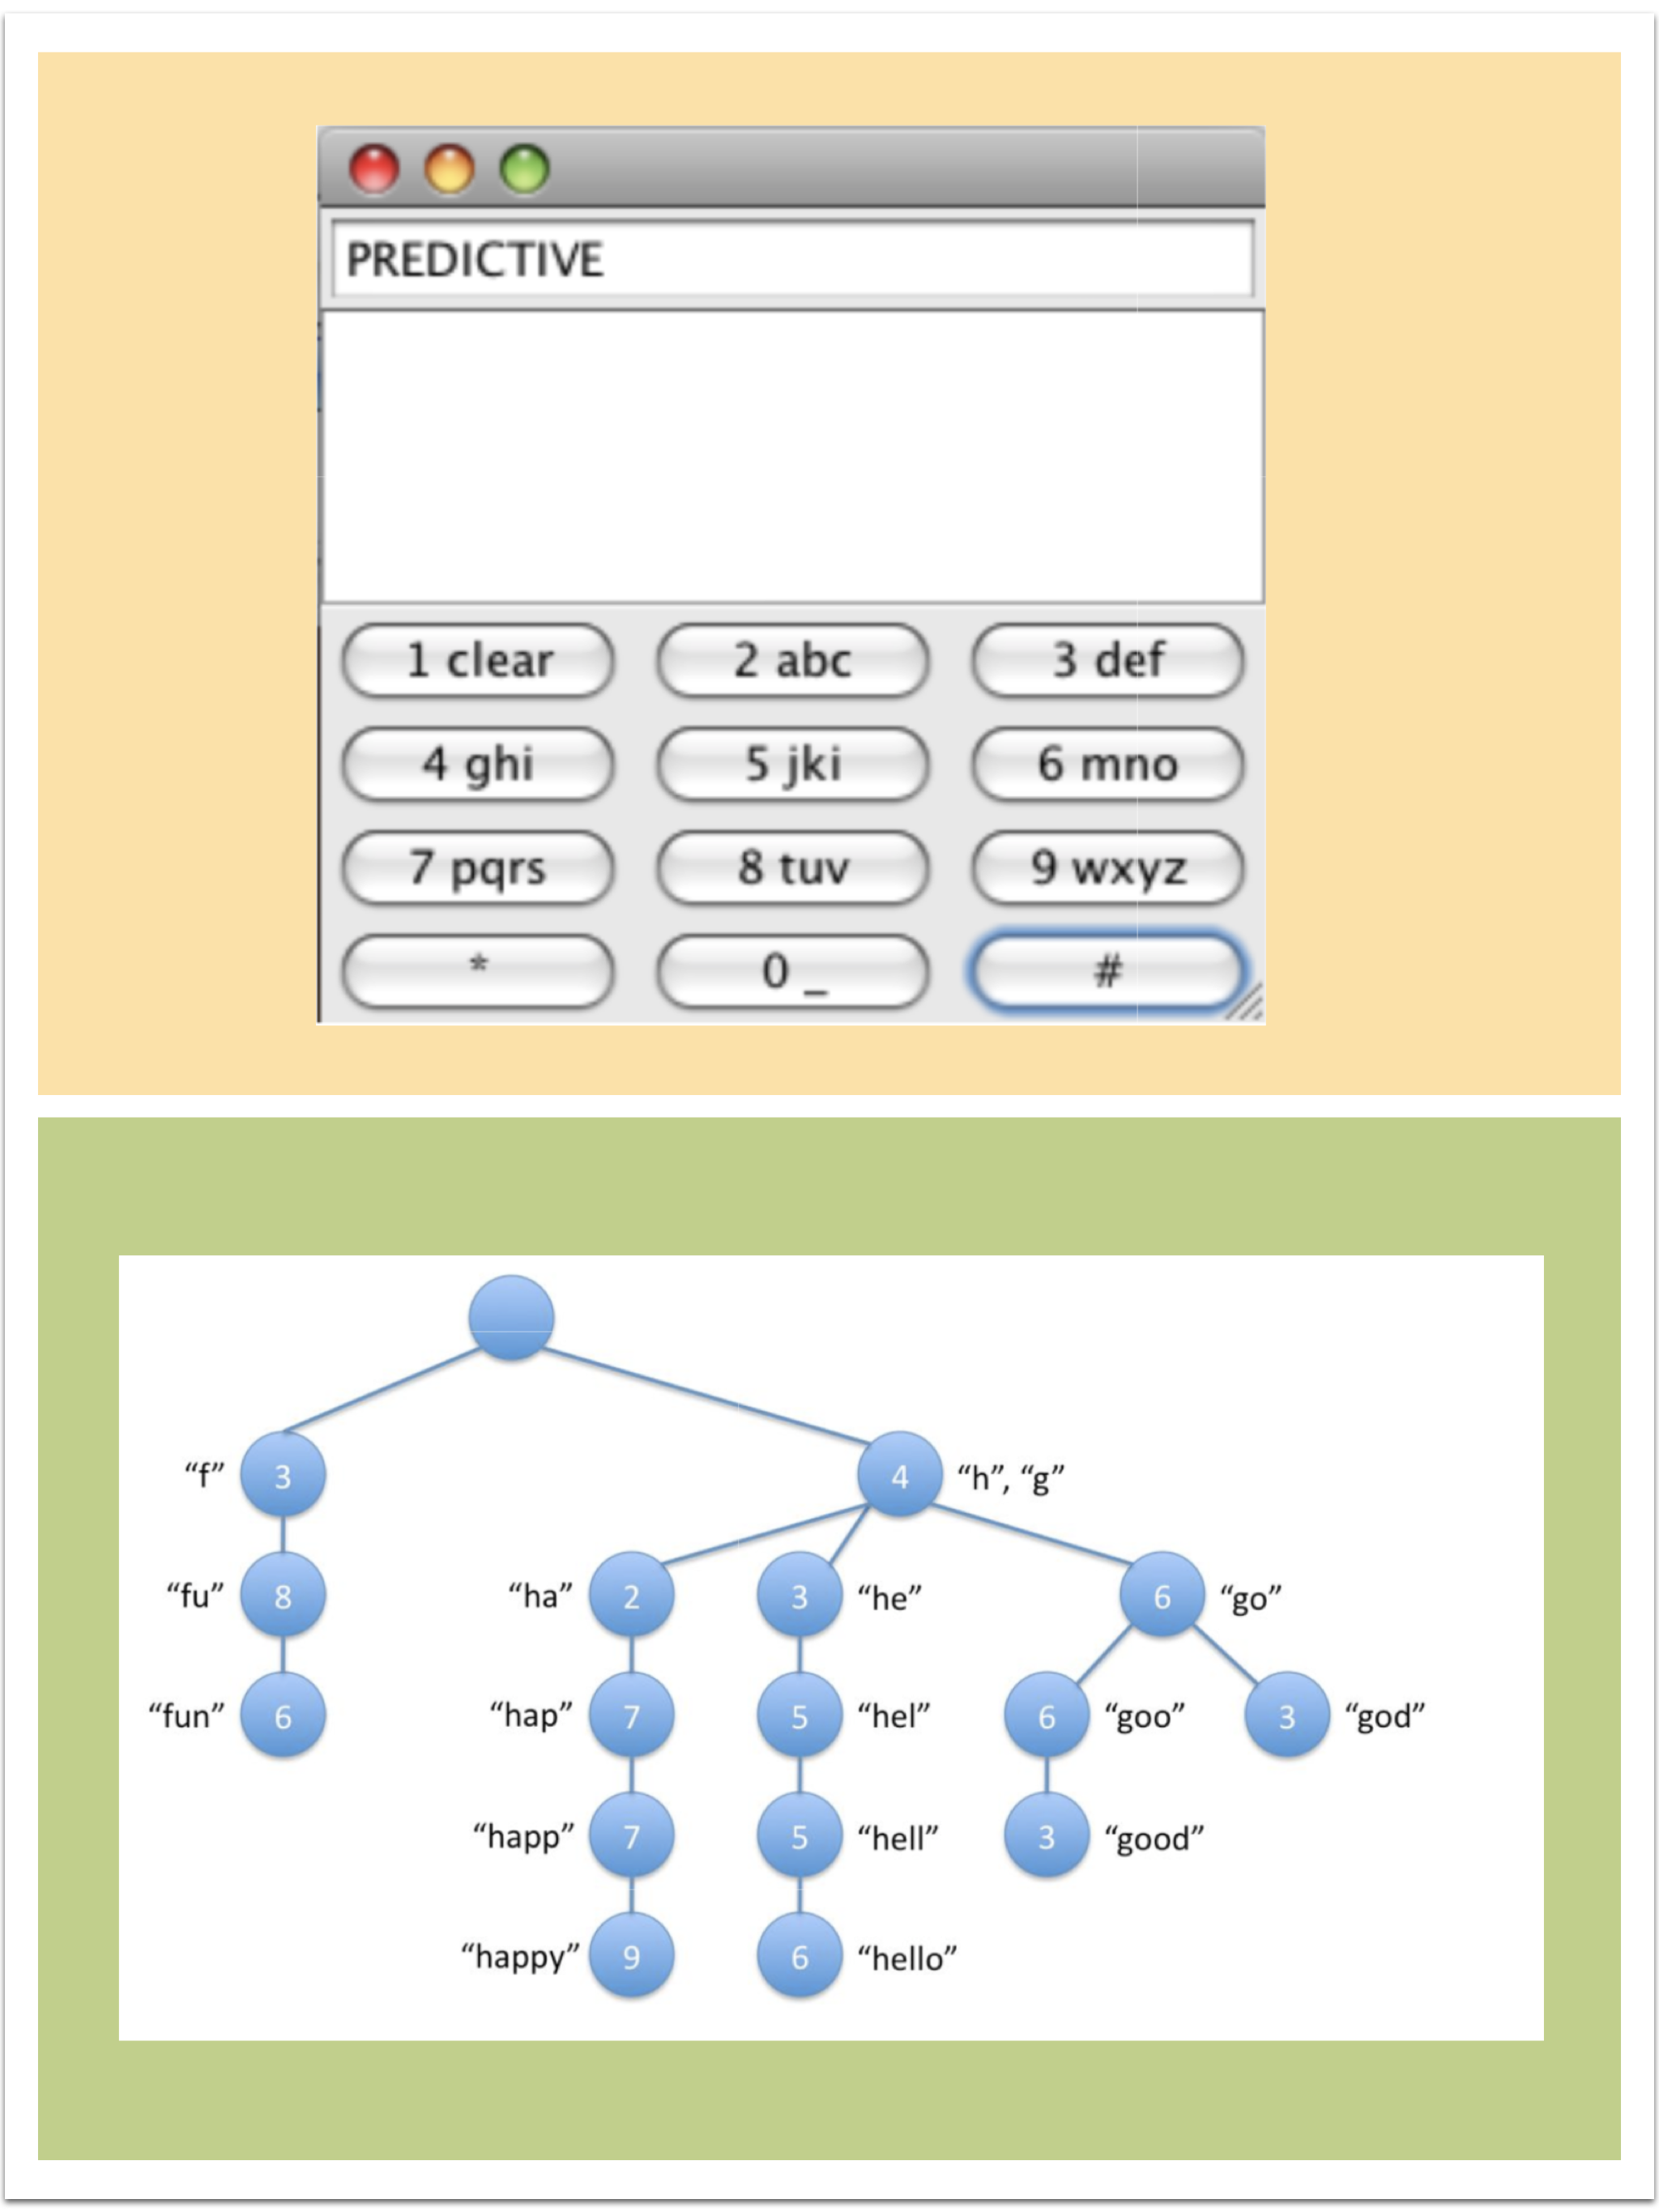 PREDICTIVE
1 clear 2 abc 3 def
4 ghi 5 jki 6 mno
7 pqrs 8 tuv 9 wxyz
* 0 _ #
“f” 3 4 “h”, “g”
“fu” 8 “ha” 2 3 “he” 6 “go”
“fun” 6 “hap” 7 5 “hel” 6 “goo” 3 “god”
“happ” 7 5 “hell” 3 “good”
“happy” 9 6 “hello”